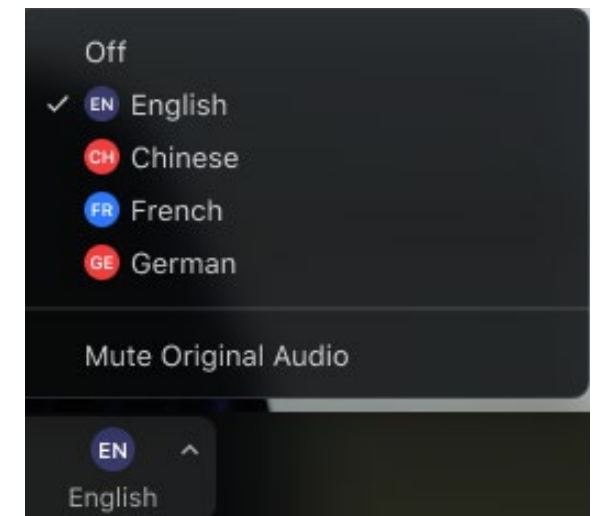 Off
EN English
CH Chinese
FR French
GE German
Mute Original Audio
EN
English